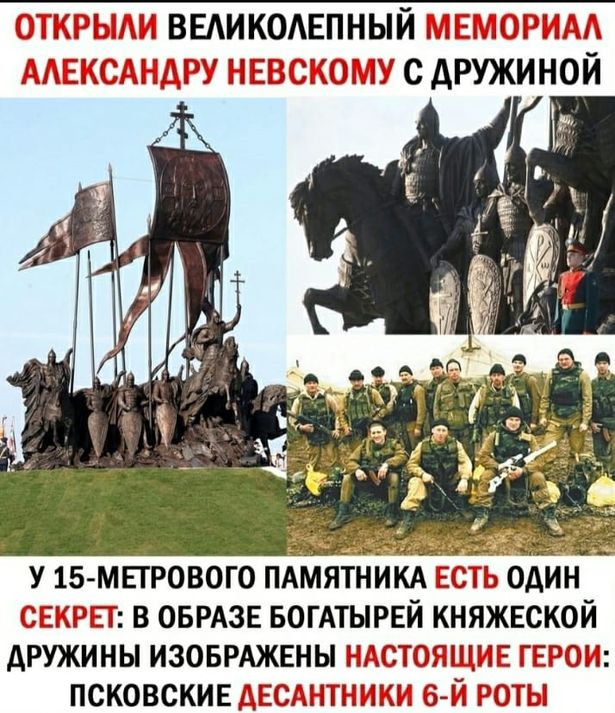 ОТКРЫЛИ ВЕЛИКОЛЕПНЫЙ МЕМОРИАЛ
АЛЕКСАНДРУ НЕВСКОМУ С ДРУЖИНОЙ
У 15-МЕТРОВОГО ПАМЯТНИКА ЕСТЬ ОДИН
СЕКРЕТ: В ОБРАЗЕ БОГАТЫРЕЙ КНЯЖЕСКОЙ
ДРУЖИНЫ ИЗОБРАЖЕНЫ НАСТОЯЩИЕ ГЕРОИ:
ПСКОВСКИЕ ДЕСАНТНИКИ 6-Й РОТЫ